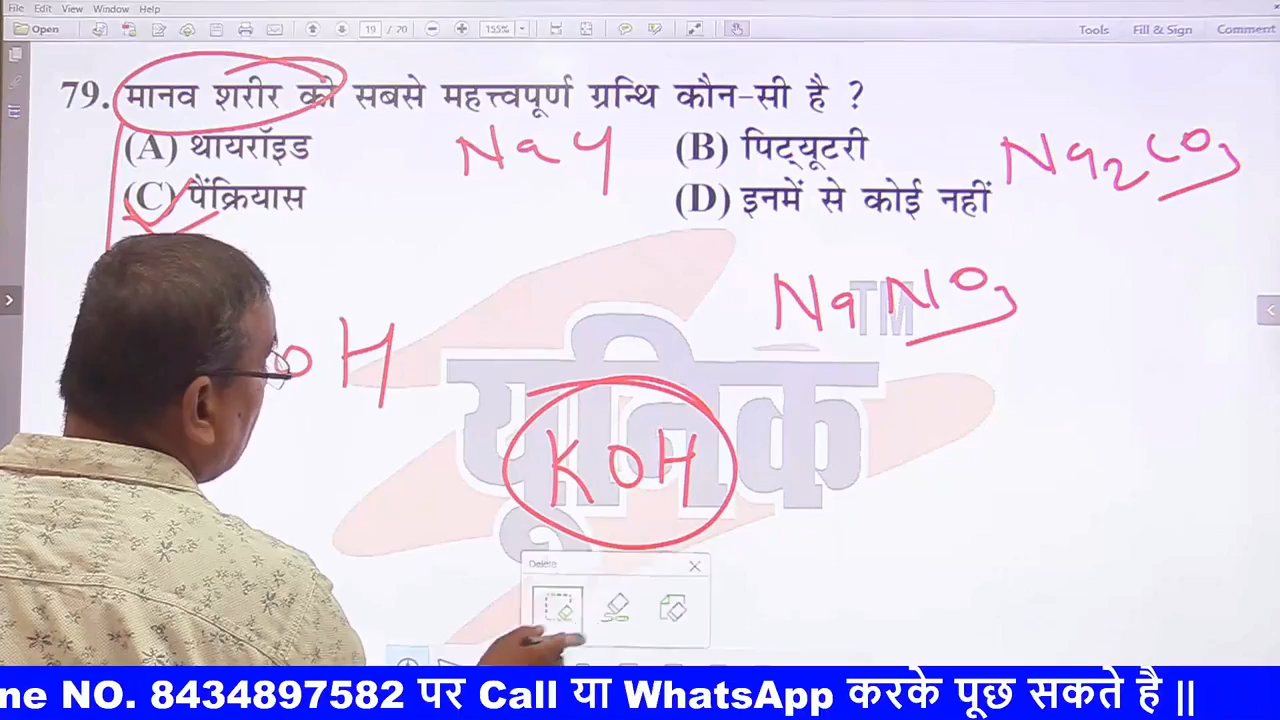 File Edit View Window Help
Open 19 / 20 155% Tools Fill & Sign Comment
79. मानव शरीर की सबसे महत्त्वपूर्ण ग्रन्थि कौन-सी है ?
(A) थायरॉइड (B) पिट्यूटरी
(C) पैंक्रियास (D) इनमें से कोई नहीं
Na
Na2CO3
NaNO3
TM
OH
यूनिक
KOH
Delete
ne NO. 8434897582 पर Call या WhatsApp करके पूछ सकते है ||